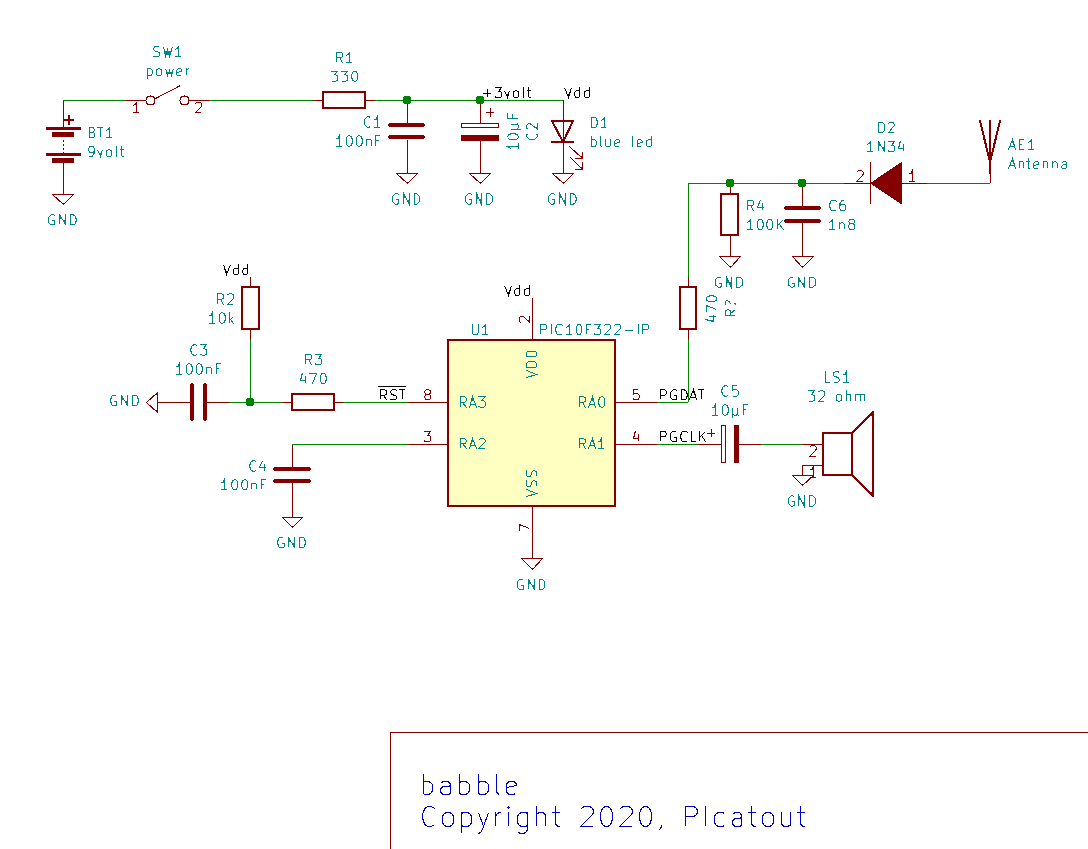 SW1
power
1
2
BT1
9volt
GND
R1
330
C1
100nF
GND
+3volt
10µF
C2
GND
Vdd
D1
blue led
GND
D2
1N34
2
1
AE1
Antenna
R4
100K
GND
C6
1n8
GND
470
R?
Vdd
R2
10k
C3
100nF
GND
R3
470
RST
8
RA3
3
RA2
C4
100nF
GND
Vdd
2
VDD
U1
PIC10F322-IP
RA0
5
PGDAT
RA1
4
PGCLK
VSS
7
GND
C5
10µF
LS1
32 ohm
2
1
GND
babble
Copyright 2020, PIcatout